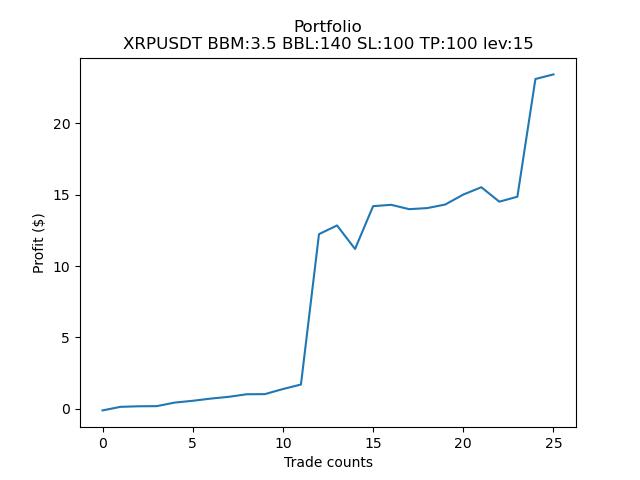 Portfolio
XRPUSDT BBM:3.5 BBL:140 SL:100 TP:100 lev:15
Profit ($)
20
15
10
5
0
0 5 10 15 20 25
Trade counts